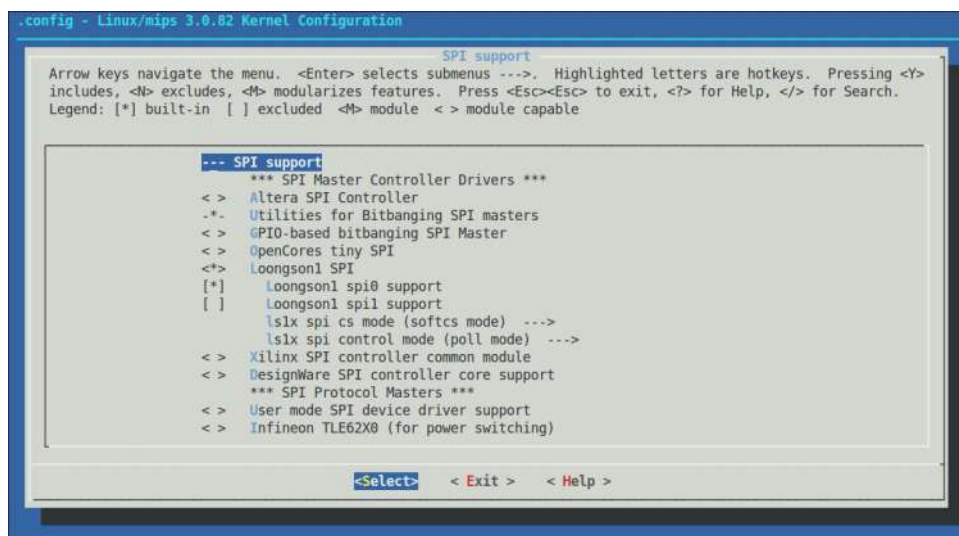 .config - Linux/mips 3.0.82 Kernel Configuration
SPI support
Arrow keys navigate the menu.  <Enter> selects submenus --->.  Highlighted letters are hotkeys.  Pressing <Y>
includes, <N> excludes, <M> modularizes features.  Press <Esc><Esc> to exit, <?> for Help, </> for Search.
Legend: [*] built-in  [ ] excluded  <M> module  < > module capable
--- SPI support
*** SPI Master Controller Drivers ***
< >   Altera SPI Controller
-*-   Utilities for Bitbanging SPI masters
< >   GPIO-based bitbanging SPI Master
< >   OpenCores tiny SPI
<*>   Loongson1 SPI
[*]     Loongson1 spi0 support
[ ]     Loongson1 spi1 support
ls1x spi cs mode (softcs mode)  --->
ls1x spi control mode (poll mode)  --->
< >   Xilinx SPI controller common module
< >   DesignWare SPI controller core support
*** SPI Protocol Masters ***
< >   User mode SPI device driver support
< >   Infineon TLE62X0 (for power switching)
<Select>    < Exit >    < Help >